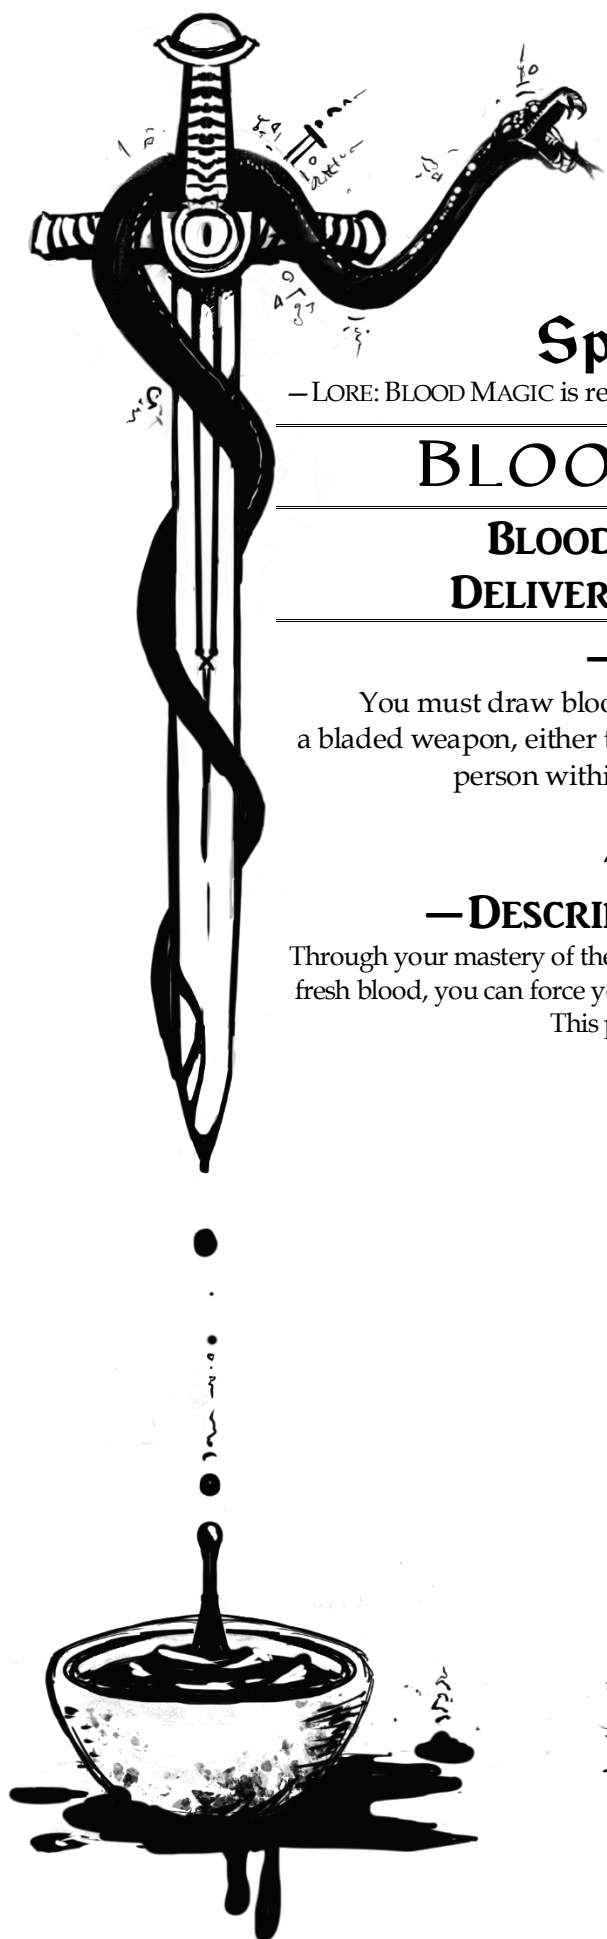 Sp
—LORE: BLOOD MAGIC is re
BLOO
BLOOD
DELIVER
—
You must draw bloo
a bladed weapon, either t
person withi
—DESCRI
Through your mastery of the
fresh blood, you can force yo
This p